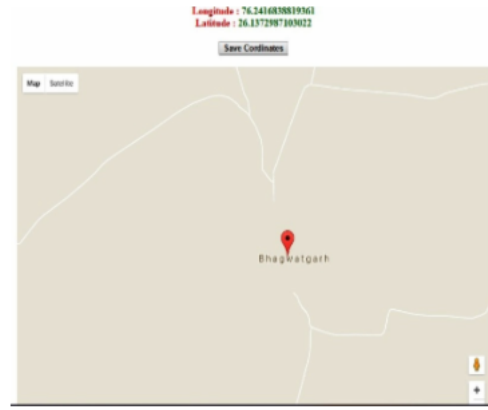 Longitude : 76.2416838819361
Latitude : 26.1372987103022
Save Cordinates
Map Satellite
Bhagwatgarh